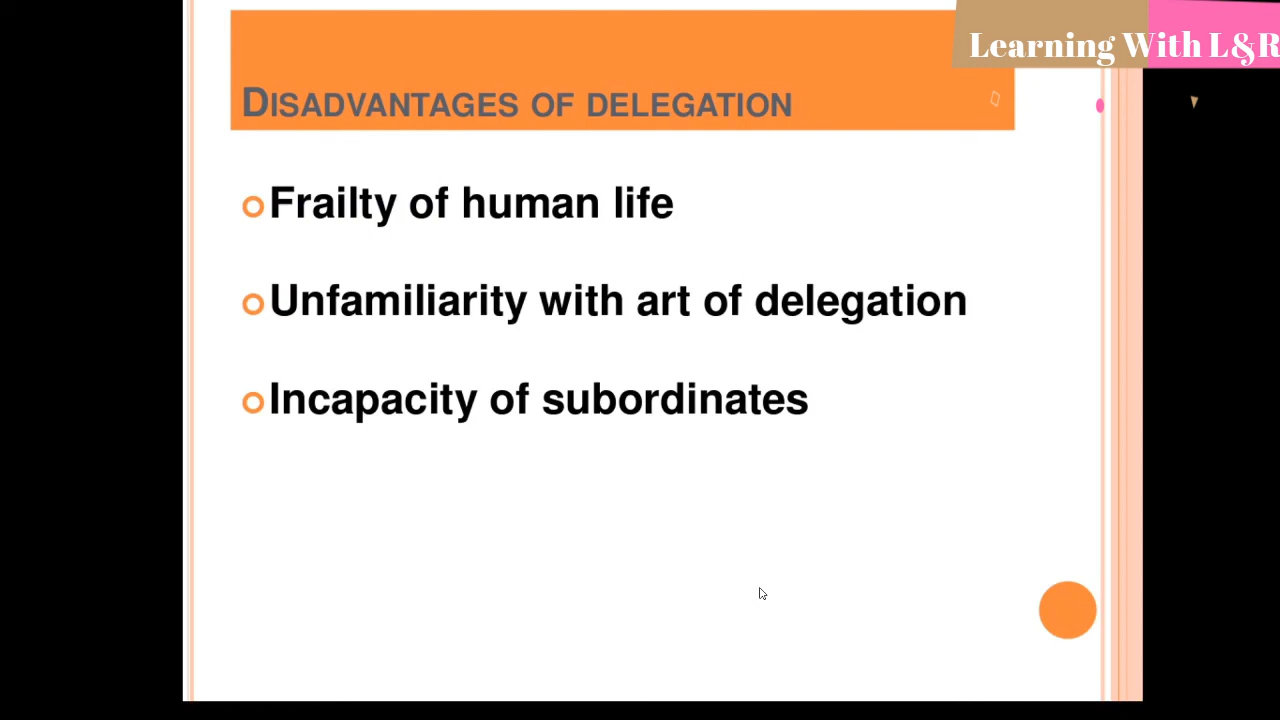 Learning With L&R
DISADVANTAGES OF DELEGATION
Frailty of human life
Unfamiliarity with art of delegation
Incapacity of subordinates